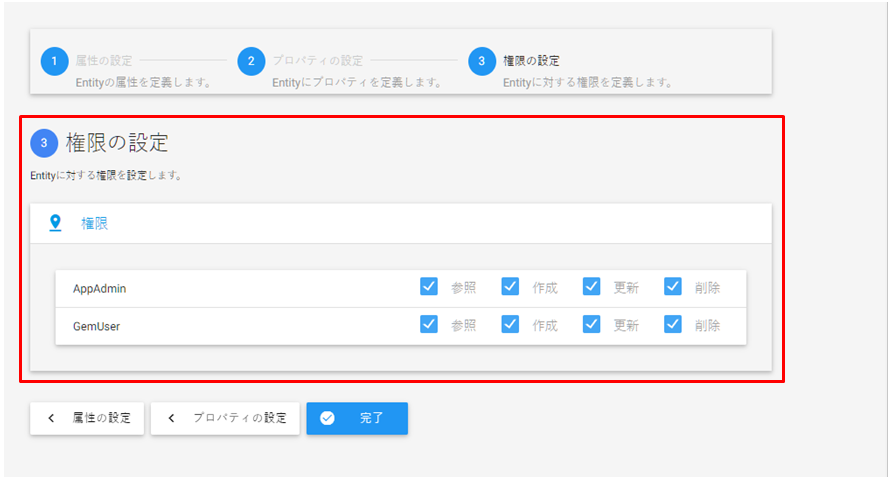 1 属性の設定 2 プロパティの設定 3 権限の設定
Entityの属性を定義します。 Entityにプロパティを定義します。 Entityに対する権限を定義します。
3 権限の設定
Entityに対する権限を設定します。
権限
AppAdmin 参照 作成 更新 削除
GemUser 参照 作成 更新 削除
属性の設定 プロパティの設定 完了